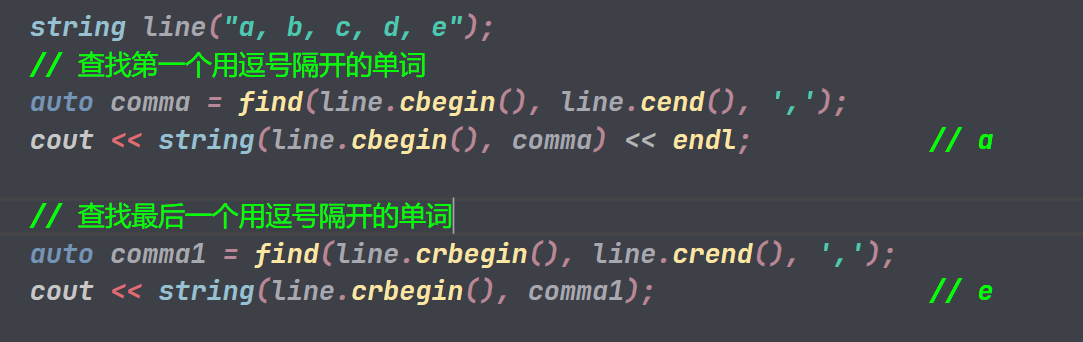 string line("a, b, c, d, e");
// 查找第一个用逗号隔开的单词
auto comma = find(line.cbegin(), line.cend(), ',');
cout << string(line.cbegin(), comma) << endl; // a
// 查找最后一个用逗号隔开的单词
auto comma1 = find(line.crbegin(), line.crend(), ',');
cout << string(line.crbegin(), comma1); // e